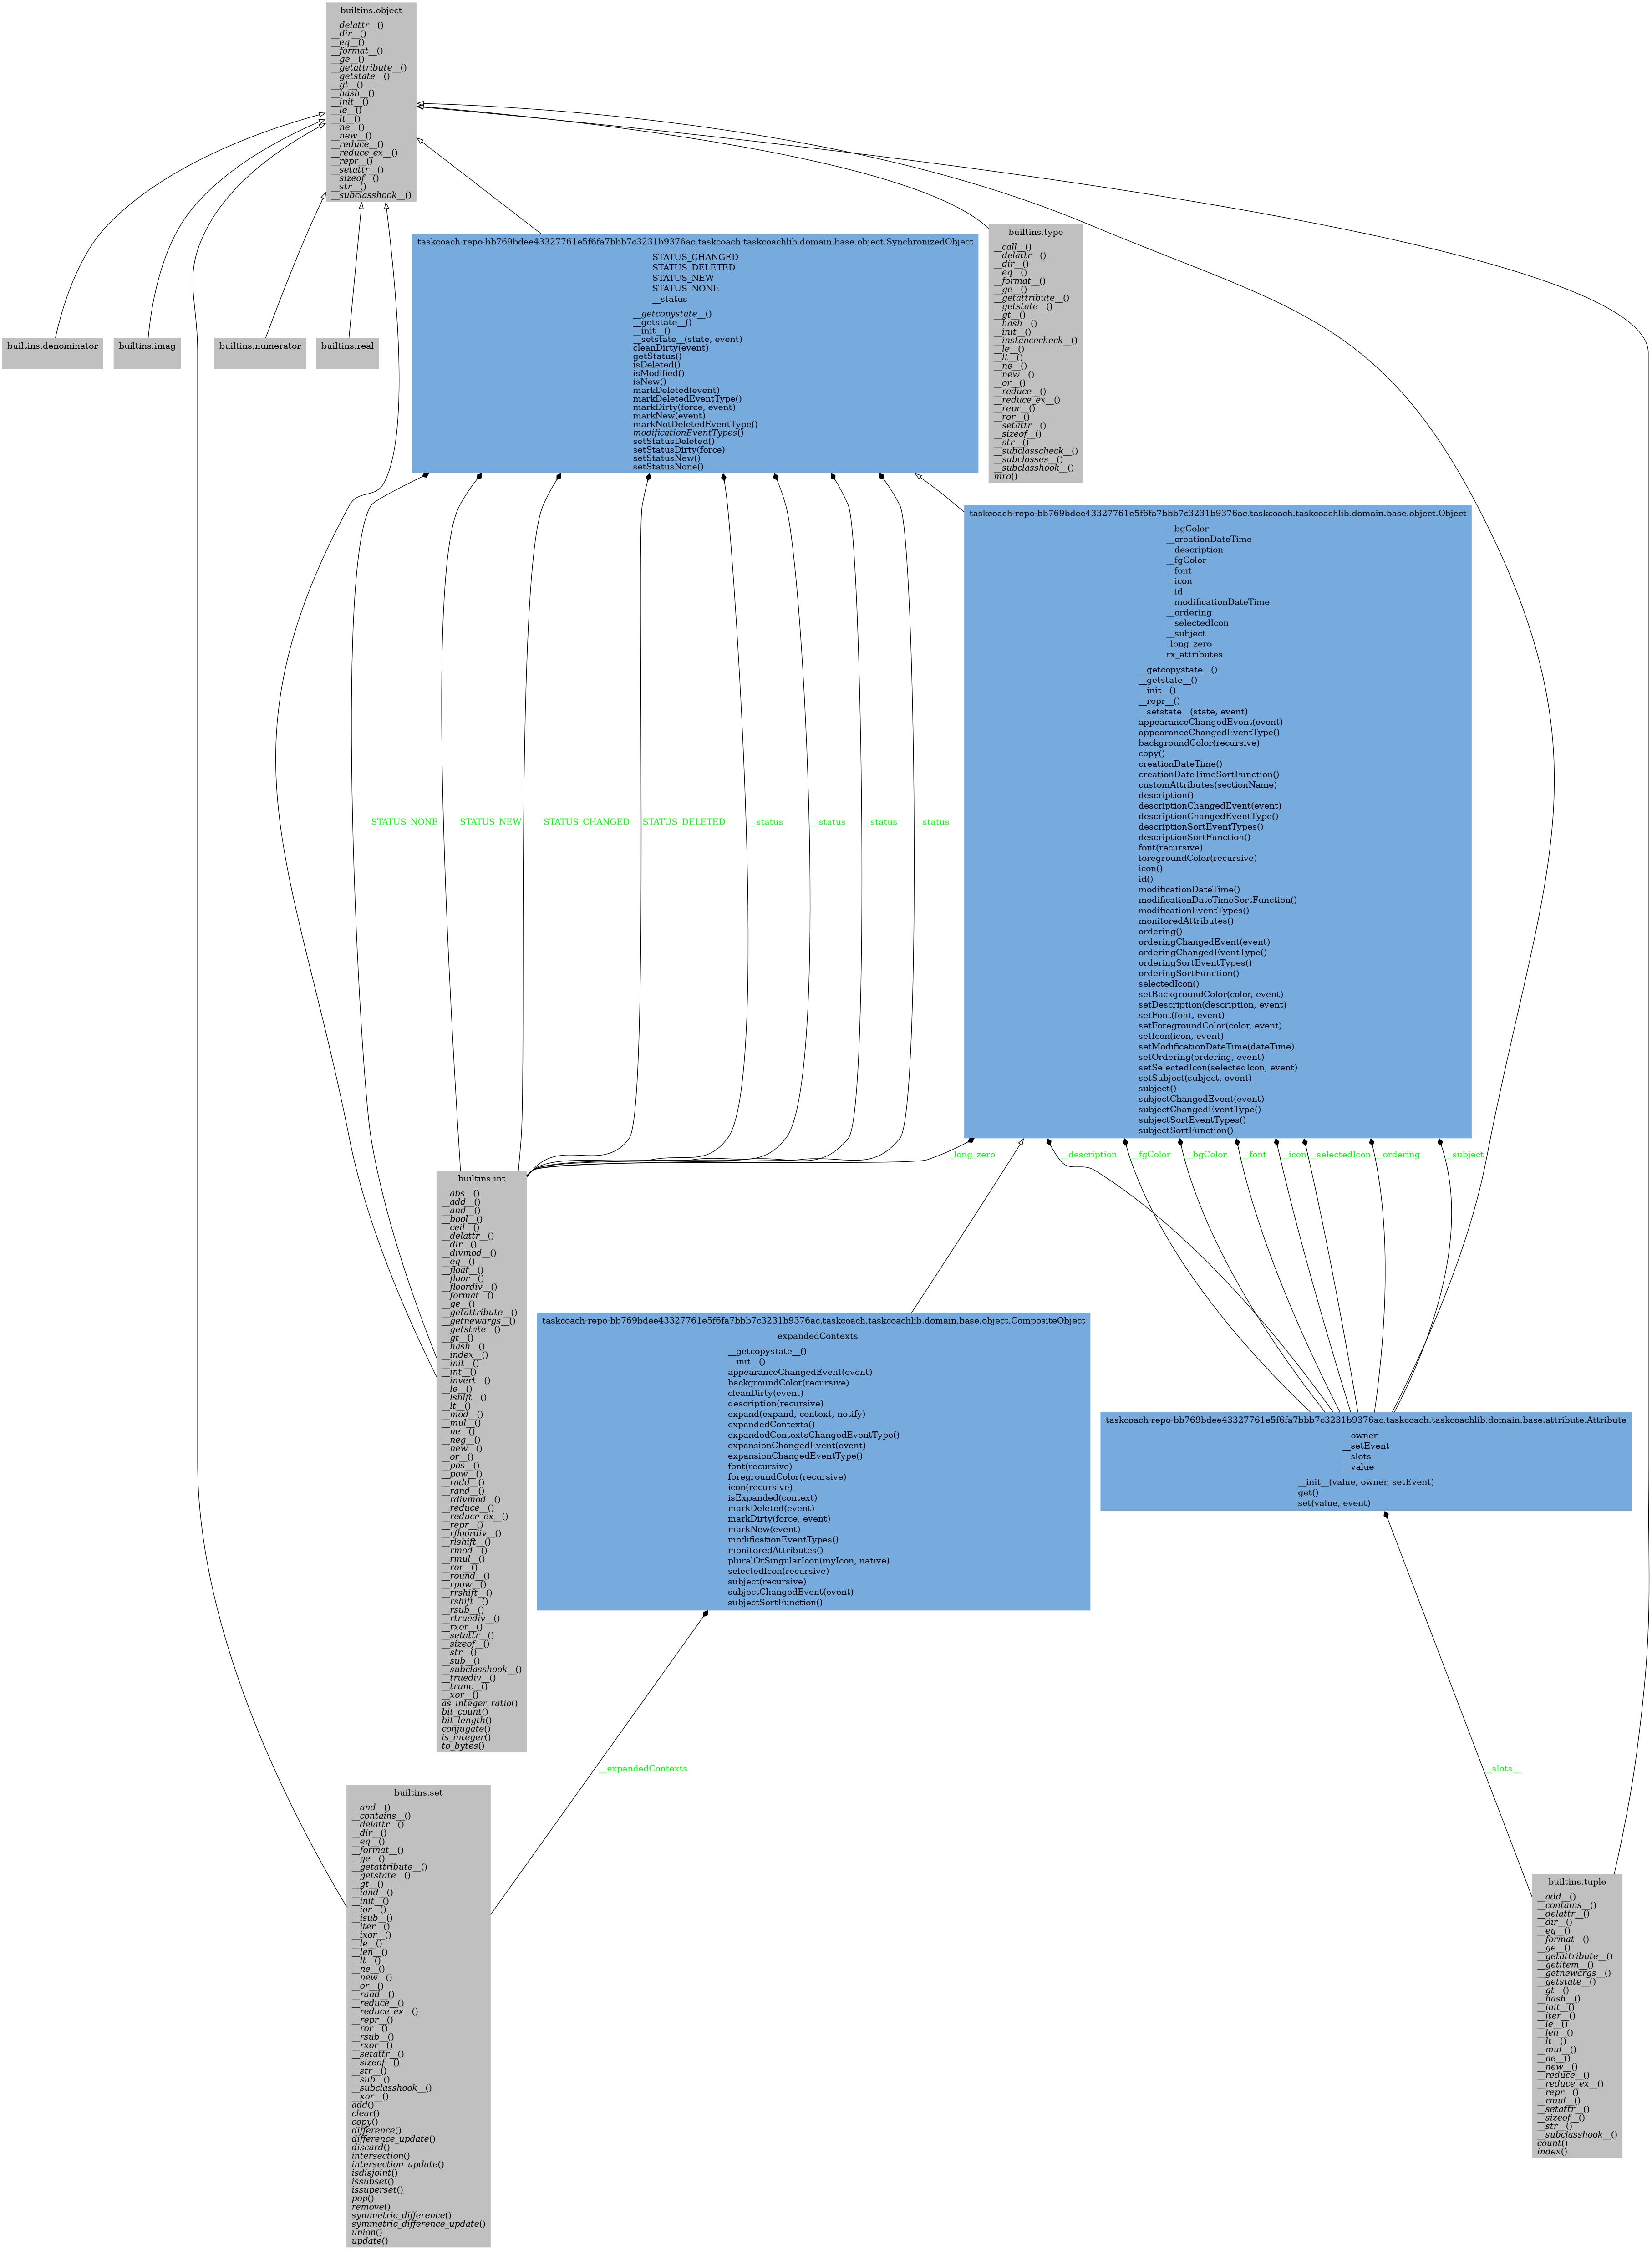 builtins.object
__delattr__()
__dir__()
__eq__()
__format__()
__ge__()
__getattribute__()
__getstate__()
__gt__()
__hash__()
__init__()
__le__()
__lt__()
__ne__()
__new__()
__reduce__()
__reduce_ex__()
__repr__()
__setattr__()
__sizeof__()
__str__()
__subclasshook__()
taskcoach-repo-bb769bdee43327761e5f6fa7bbb7c3231b9376ac.taskcoach.taskcoachlib.domain.base.object.SynchronizedObject
STATUS_CHANGED
STATUS_DELETED
STATUS_NEW
STATUS_NONE
__status
__getcopystate__()
__getstate__()
__init__()
__setstate__(state, event)
cleanDirty(event)
getStatus()
isDeleted()
isModified()
isNew()
markDeleted(event)
markDeletedEventType()
markDirty(force, event)
markNew(event)
markNotDeletedEventType()
modificationEventTypes()
setStatusDeleted()
setStatusDirty(force)
setStatusNew()
setStatusNone()
builtins.type
__call__()
__delattr__()
__dir__()
__eq__()
__format__()
__ge__()
__getattribute__()
__getstate__()
__gt__()
__hash__()
__init__()
__instancecheck__()
__le__()
__lt__()
__ne__()
__new__()
__or__()
__reduce__()
__reduce_ex__()
__repr__()
__ror__()
__setattr__()
__sizeof__()
__str__()
__subclasscheck__()
__subclasses__()
__subclasshook__()
mro()
builtins.denominator
builtins.imag
builtins.numerator
builtins.real
taskcoach-repo-bb769bdee43327761e5f6fa7bbb7c3231b9376ac.taskcoach.taskcoachlib.domain.base.object.Object
__bgColor
__creationDateTime
__description
__fgColor
__font
__icon
__id
__modificationDateTime
__ordering
__selectedIcon
__subject
_long_zero
rx_attributes
__getcopystate__()
__getstate__()
__init__()
__repr__()
__setstate__(state, event)
appearanceChangedEvent(event)
appearanceChangedEventType()
backgroundColor(recursive)
copy()
creationDateTime()
creationDateTimeSortFunction()
customAttributes(sectionName)
description()
descriptionChangedEvent(event)
descriptionChangedEventType()
descriptionSortEventTypes()
descriptionSortFunction()
font(recursive)
foregroundColor(recursive)
icon()
id()
modificationDateTime()
modificationDateTimeSortFunction()
modificationEventTypes()
monitoredAttributes()
ordering()
orderingChangedEvent(event)
orderingChangedEventType()
orderingSortEventTypes()
orderingSortFunction()
selectedIcon()
setBackgroundColor(color, event)
setDescription(description, event)
setFont(font, event)
setForegroundColor(color, event)
setIcon(icon, event)
setModificationDateTime(dateTime)
setOrdering(ordering, event)
setSelectedIcon(selectedIcon, event)
setSubject(subject, event)
subject()
subjectChangedEvent(event)
subjectChangedEventType()
subjectSortEventTypes()
subjectSortFunction()
STATUS_NONE
STATUS_NEW
STATUS_CHANGED
STATUS_DELETED
__status
__status
__status
__status
_long_zero
__description
__fgColor
__bgColor
__font
__icon
__selectedIcon
__ordering
__subject
builtins.int
__abs__()
__add__()
__and__()
__bool__()
__ceil__()
__delattr__()
__dir__()
__divmod__()
__eq__()
__float__()
__floor__()
__floordiv__()
__format__()
__ge__()
__getattribute__()
__getnewargs__()
__getstate__()
__gt__()
__hash__()
__index__()
__init__()
__int__()
__invert__()
__le__()
__lshift__()
__lt__()
__mod__()
__mul__()
__ne__()
__neg__()
__new__()
__or__()
__pos__()
__pow__()
__radd__()
__rand__()
__rdivmod__()
__reduce__()
__reduce_ex__()
__repr__()
__rfloordiv__()
__rlshift__()
__rmod__()
__rmul__()
__ror__()
__round__()
__rpow__()
__rrshift__()
__rshift__()
__rsub__()
__rtruediv__()
__rxor__()
__setattr__()
__sizeof__()
__str__()
__sub__()
__subclasshook__()
__truediv__()
__trunc__()
__xor__()
as_integer_ratio()
bit_count()
bit_length()
conjugate()
is_integer()
to_bytes()
taskcoach-repo-bb769bdee43327761e5f6fa7bbb7c3231b9376ac.taskcoach.taskcoachlib.domain.base.object.CompositeObject
__expandedContexts
__getcopystate__()
__init__()
appearanceChangedEvent(event)
backgroundColor(recursive)
cleanDirty(event)
description(recursive)
expand(expand, context, notify)
expandedContexts()
expandedContextsChangedEventType()
expansionChangedEvent(event)
expansionChangedEventType()
font(recursive)
foregroundColor(recursive)
icon(recursive)
isExpanded(context)
markDeleted(event)
markDirty(force, event)
markNew(event)
modificationEventTypes()
monitoredAttributes()
pluralOrSingularIcon(myIcon, native)
selectedIcon(recursive)
subject(recursive)
subjectChangedEvent(event)
subjectSortFunction()
taskcoach-repo-bb769bdee43327761e5f6fa7bbb7c3231b9376ac.taskcoach.taskcoachlib.domain.base.attribute.Attribute
__owner
__setEvent
__slots__
__value
__init__(value, owner, setEvent)
get()
set(value, event)
__expandedContexts
__slots__
builtins.set
__and__()
__contains__()
__delattr__()
__dir__()
__eq__()
__format__()
__ge__()
__getattribute__()
__getstate__()
__gt__()
__iand__()
__init__()
__ior__()
__isub__()
__iter__()
__ixor__()
__le__()
__len__()
__lt__()
__ne__()
__new__()
__or__()
__rand__()
__reduce__()
__reduce_ex__()
__repr__()
__ror__()
__rsub__()
__rxor__()
__setattr__()
__sizeof__()
__str__()
__sub__()
__subclasshook__()
__xor__()
add()
clear()
copy()
difference()
difference_update()
discard()
intersection()
intersection_update()
isdisjoint()
issubset()
issuperset()
pop()
remove()
symmetric_difference()
symmetric_difference_update()
union()
update()
builtins.tuple
__add__()
__contains__()
__delattr__()
__dir__()
__eq__()
__format__()
__ge__()
__getattribute__()
__getitem__()
__getnewargs__()
__getstate__()
__gt__()
__hash__()
__init__()
__iter__()
__le__()
__len__()
__lt__()
__mul__()
__ne__()
__new__()
__reduce__()
__reduce_ex__()
__repr__()
__rmul__()
__setattr__()
__sizeof__()
__str__()
__subclasshook__()
count()
index()